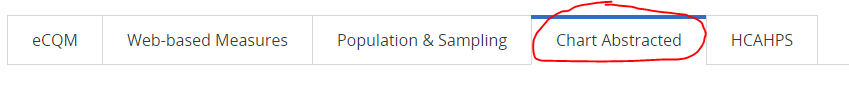 eCQM Web-based Measures Population & Sampling Chart Abstracted HCAHPS